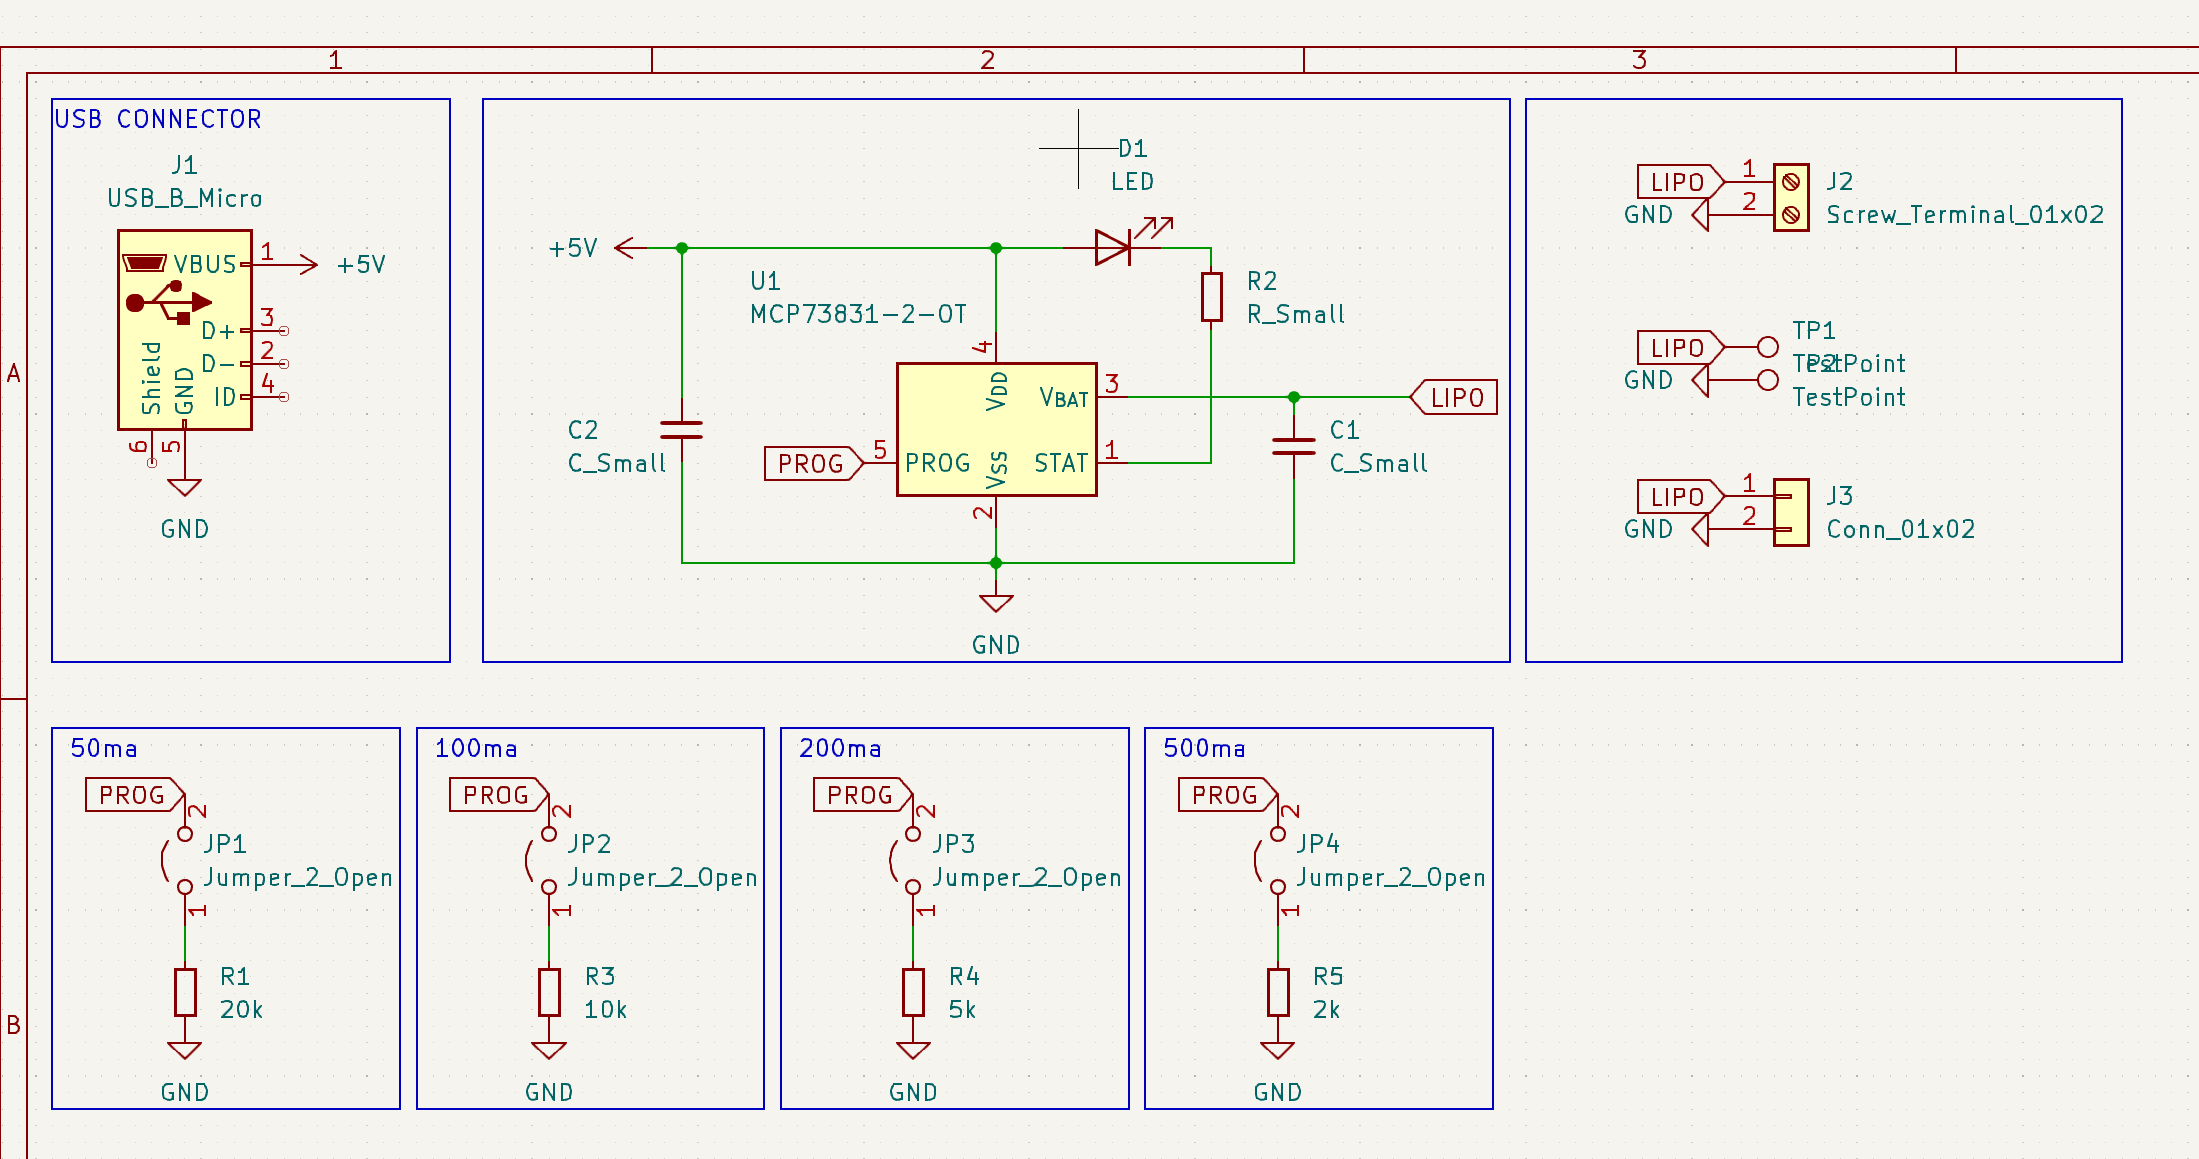 1 2 3
A
B
USB CONNECTOR
J1
USB_B_Micro
VBUS 1 +5V
D+ 3
D- 2
ID 4
Shield 6
GND 5
GND
D1
LED
+5V
U1
MCP73831-2-OT
R2
R_Small
4 VDD
VBAT 3
LIPO
C2
C_Small
PROG 5 PROG
VSS 2
STAT 1
C1
C_Small
GND
LIPO 1 J2
GND 2 Screw_Terminal_01x02
LIPO TP1
TestPoint
GND TP2
TestPoint
LIPO 1 J3
GND 2 Conn_01x02
50ma
PROG
2
JP1
Jumper_2_Open
1
R1
20k
GND
100ma
PROG
2
JP2
Jumper_2_Open
1
R3
10k
GND
200ma
PROG
2
JP3
Jumper_2_Open
1
R4
5k
GND
500ma
PROG
2
JP4
Jumper_2_Open
1
R5
2k
GND